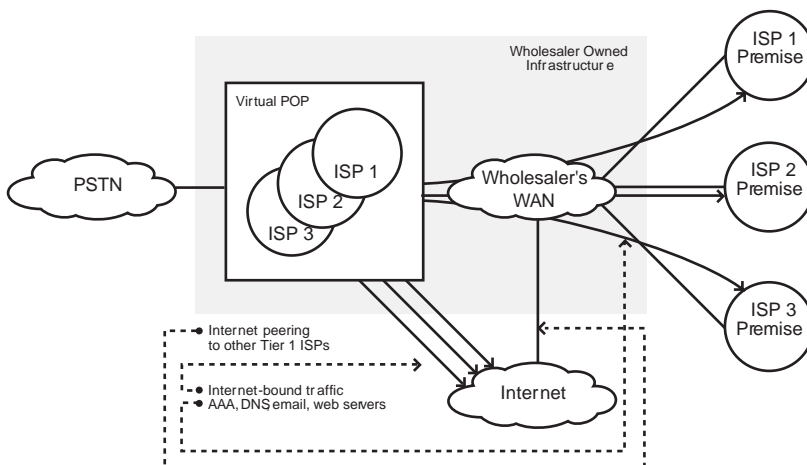 ISP 1
Premise
Wholesaler Owned
Infrastructure
Virtual POP
ISP 1
PSTN
ISP 2
ISP 3
Wholesaler's
WAN
ISP 2
Premise
ISP 3
Premise
Internet peering
to other Tier 1 ISPs
Internet
Internet-bound traffic
AAA, DNS, email, web servers